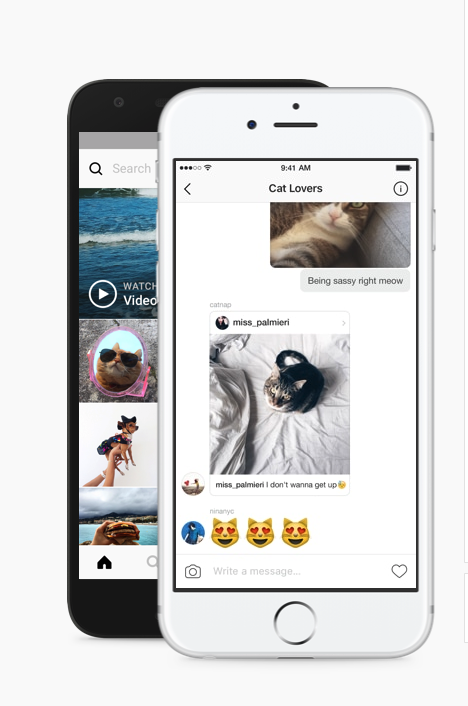 Search
WATCH
Video
9:41 AM
Cat Lovers
Being sassy right meow
catnap
miss_palmieri
miss_palmieri I don't wanna get up😔
ninanyc
😻 😻 😻
Write a message...